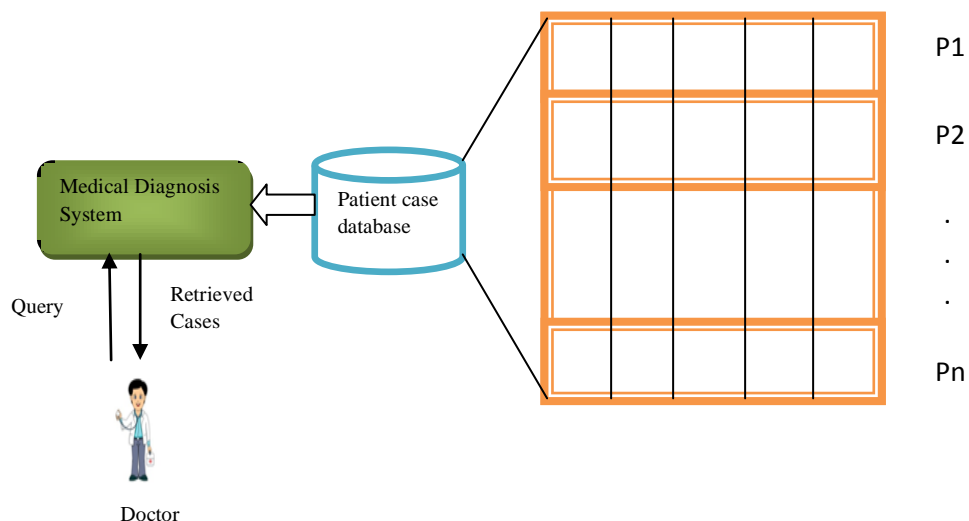 P1
P2
.
.
.
Pn
Medical Diagnosis
System
Patient case
database
Query
Retrieved
Cases
Doctor